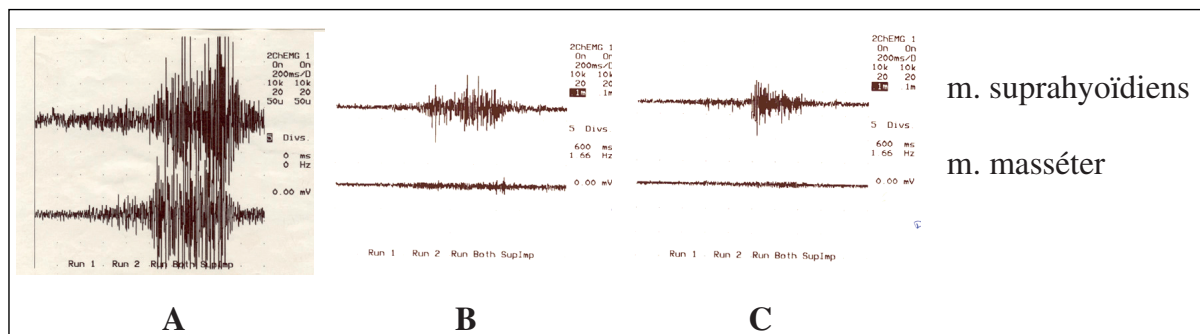 2ChEMG 1
On On
200ms/D
10k 10k
20 20
50u 50u
5 Divs.
0 ms
0 Hz
0.00 mV
Run 1 Run 2 Run Both SupImp
A
2ChEMG 1
On On
200ms/D
10k 10k
20 20
.1m .1m
5 Divs.
600 ms
1.66 Hz
0.00 mV
Run 1 Run 2 Run Both SupImp
B
2ChEMG 1
On On
200ms/D
10k 10k
20 20
.1m .1m
5 Divs.
600 ms
1.66 Hz
0.00 mV
Run 1 Run 2 Run Both SupImp
C
m. suprahyoïdiens
m. masséter